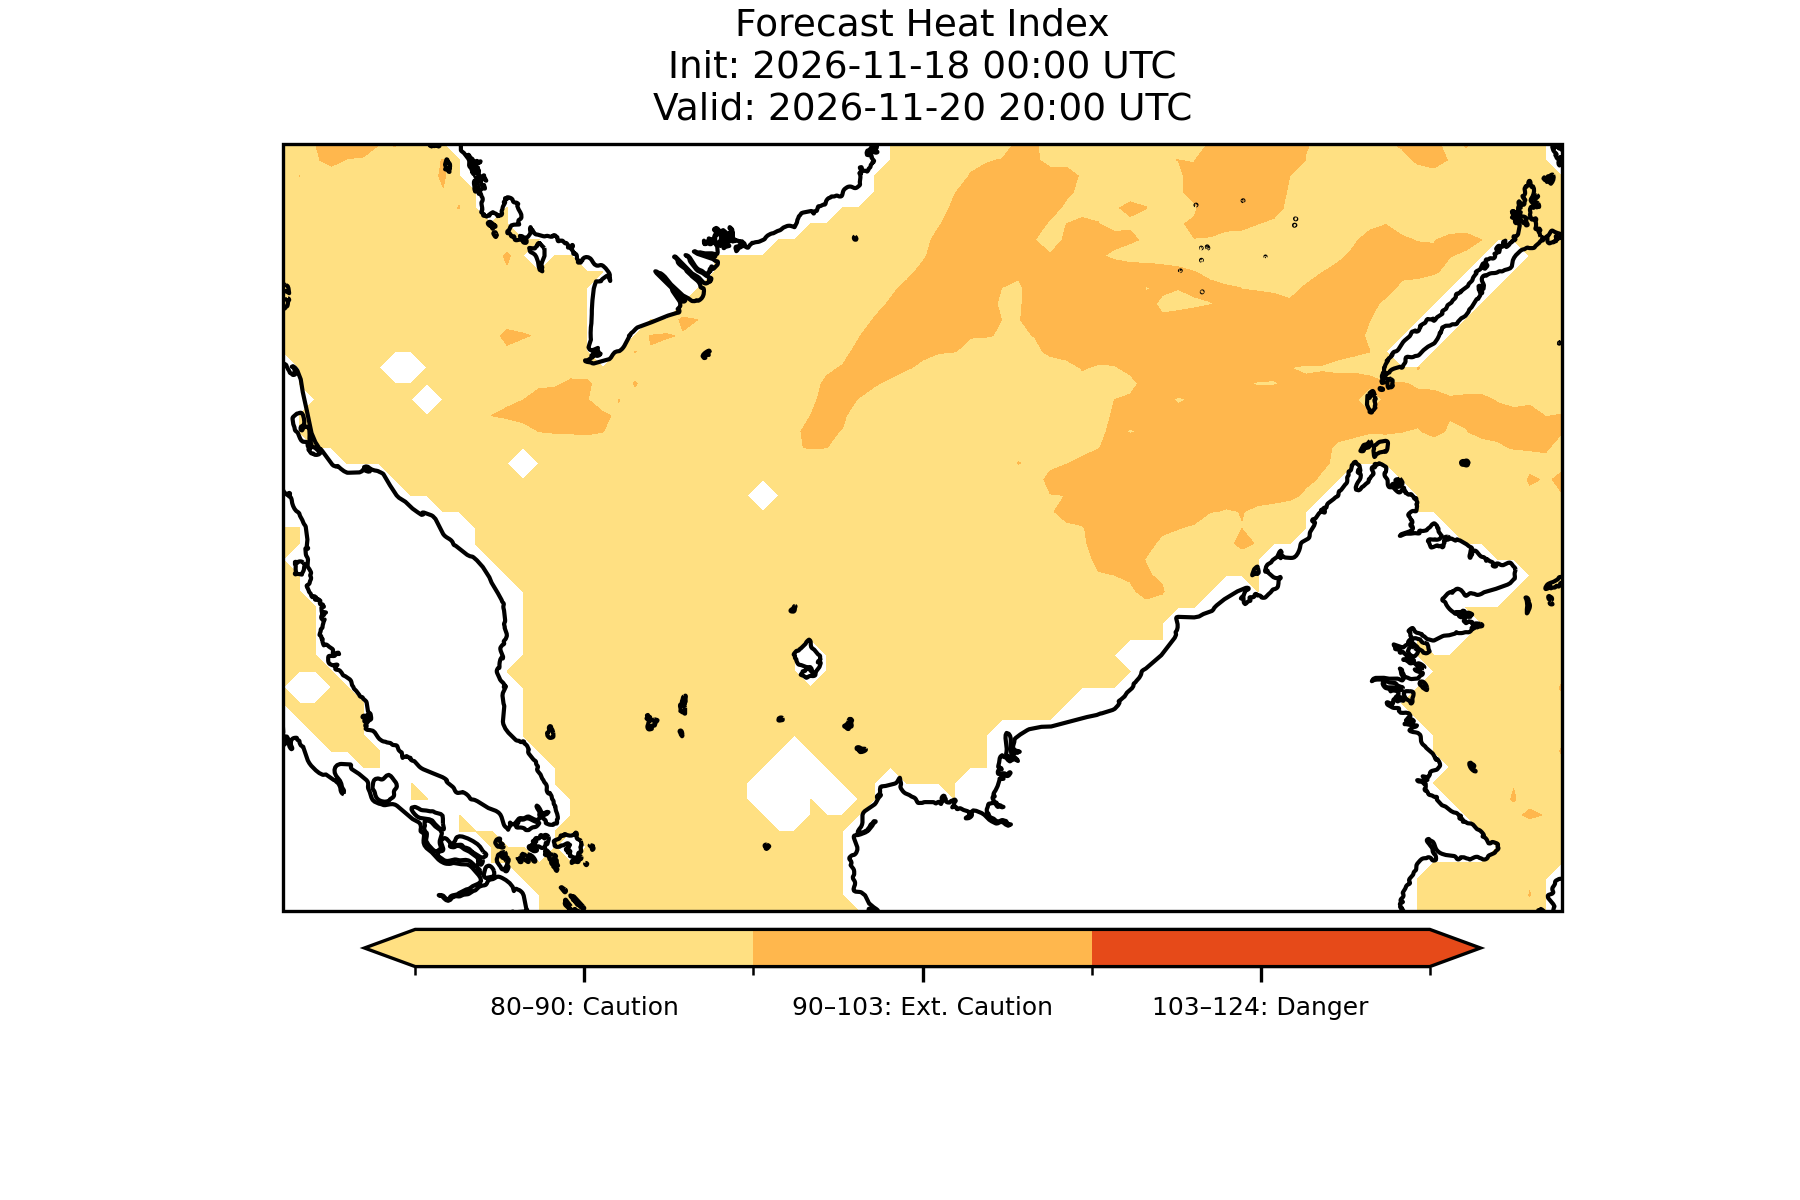 Forecast Heat Index
Init: 2026-11-18 00:00 UTC
Valid: 2026-11-20 20:00 UTC
80–90: Caution
90–103: Ext. Caution
103–124: Danger